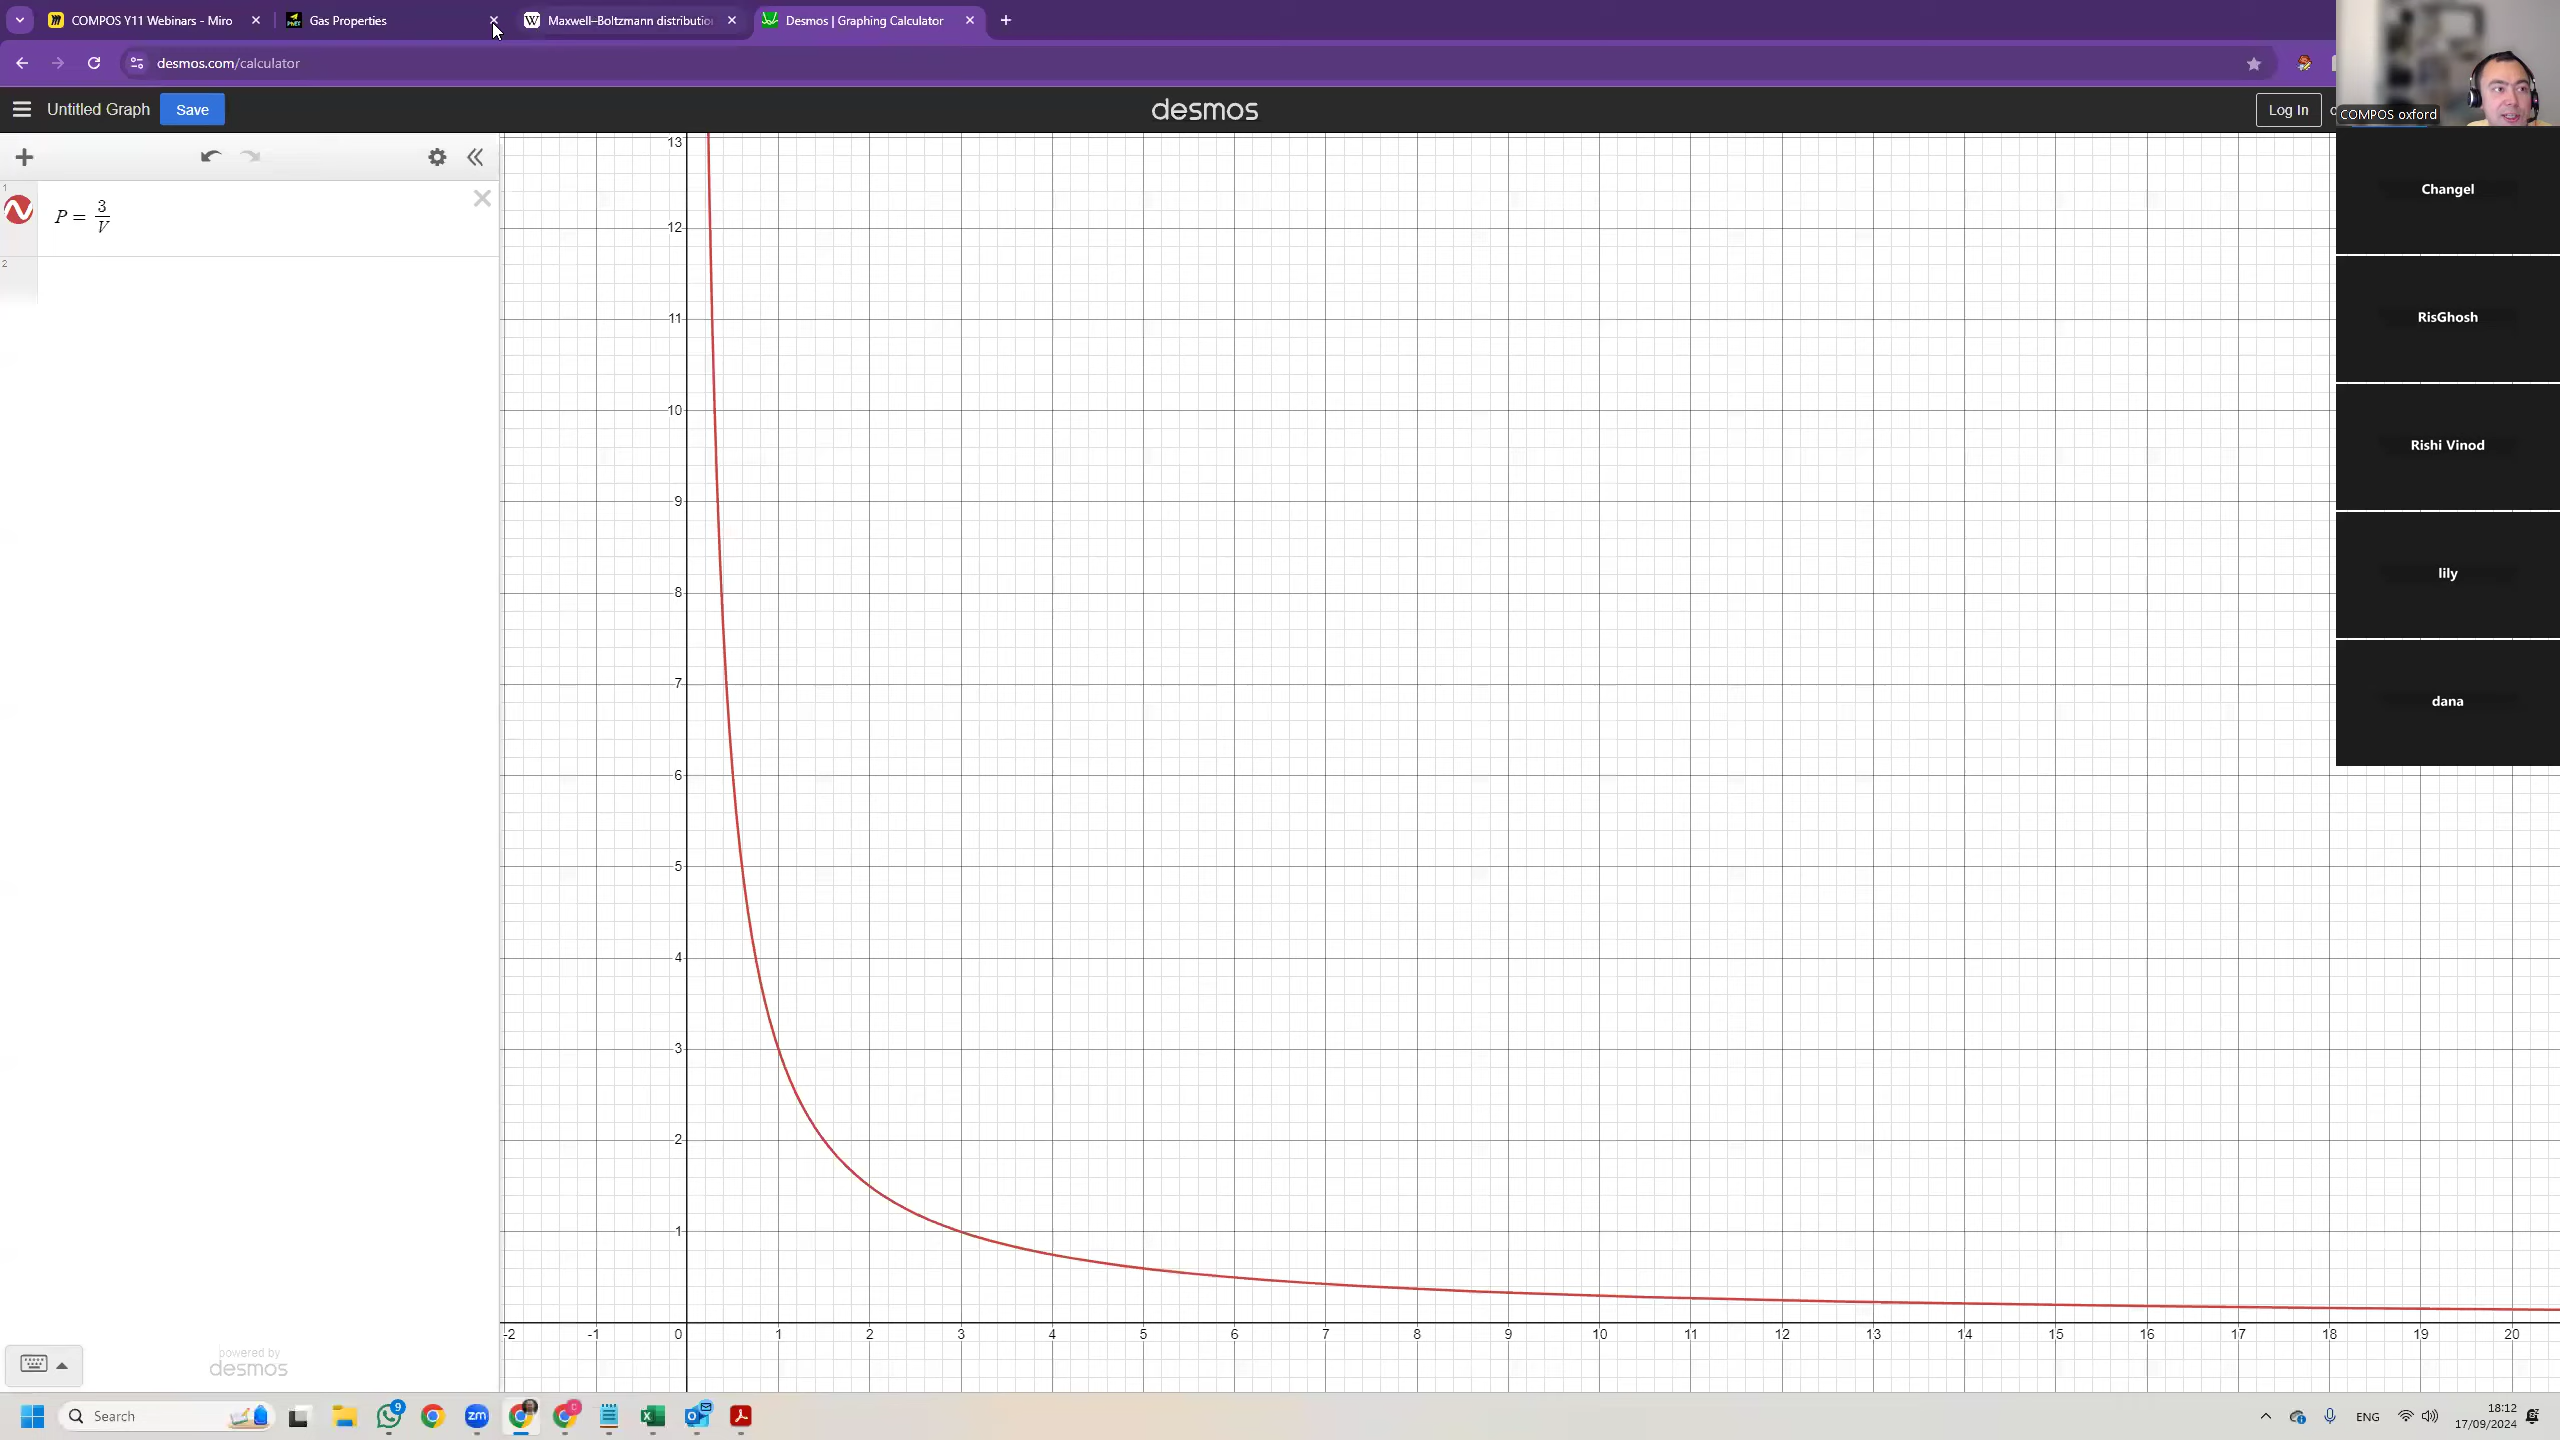 COMPOS Y11 Webinars - Miro
Gas Properties
Maxwell–Boltzmann distributio
Desmos | Graphing Calculator
desmos.com/calculator
Untitled Graph
Save
desmos
Log In
COMPOS oxford
1
P = 3/V
2
13
12
11
10
9
8
7
6
5
4
3
2
1
-2 -1 0 1 2 3 4 5 6 7 8 9 10 11 12 13 14 15 16 17 18 19 20
Changel
RisGhosh
Rishi Vinod
lily
dana
powered by
desmos
Search
9
zm
ENG
18:12
17/09/2024